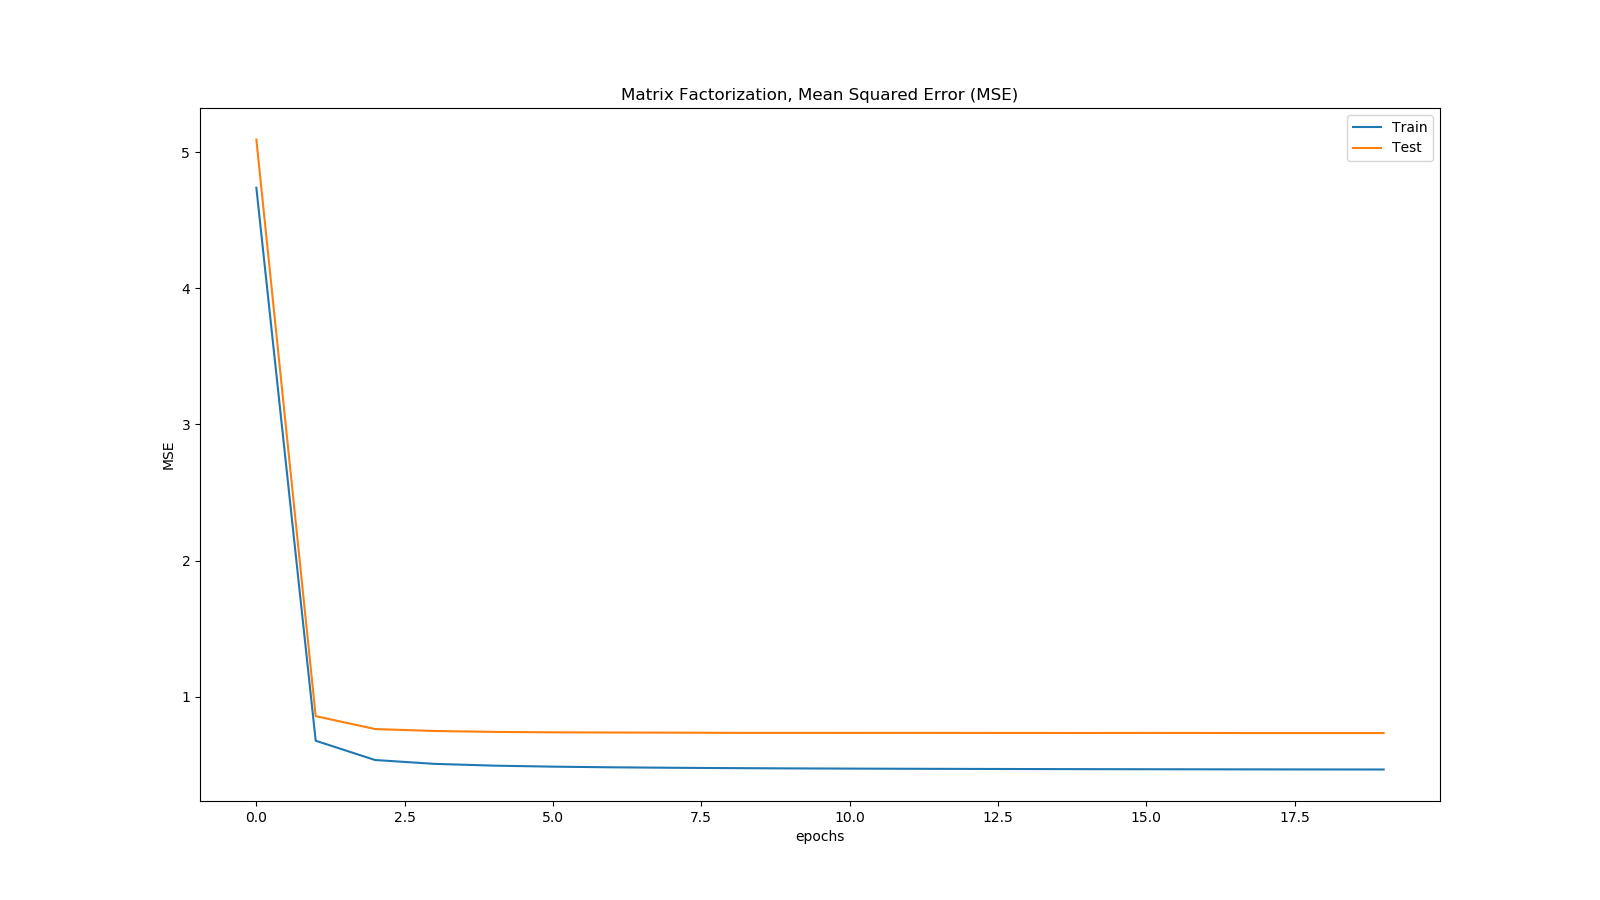 Matrix Factorization, Mean Squared Error (MSE)
Train
Test
5
4
3
2
1
MSE
0.0 2.5 5.0 7.5 10.0 12.5 15.0 17.5
epochs